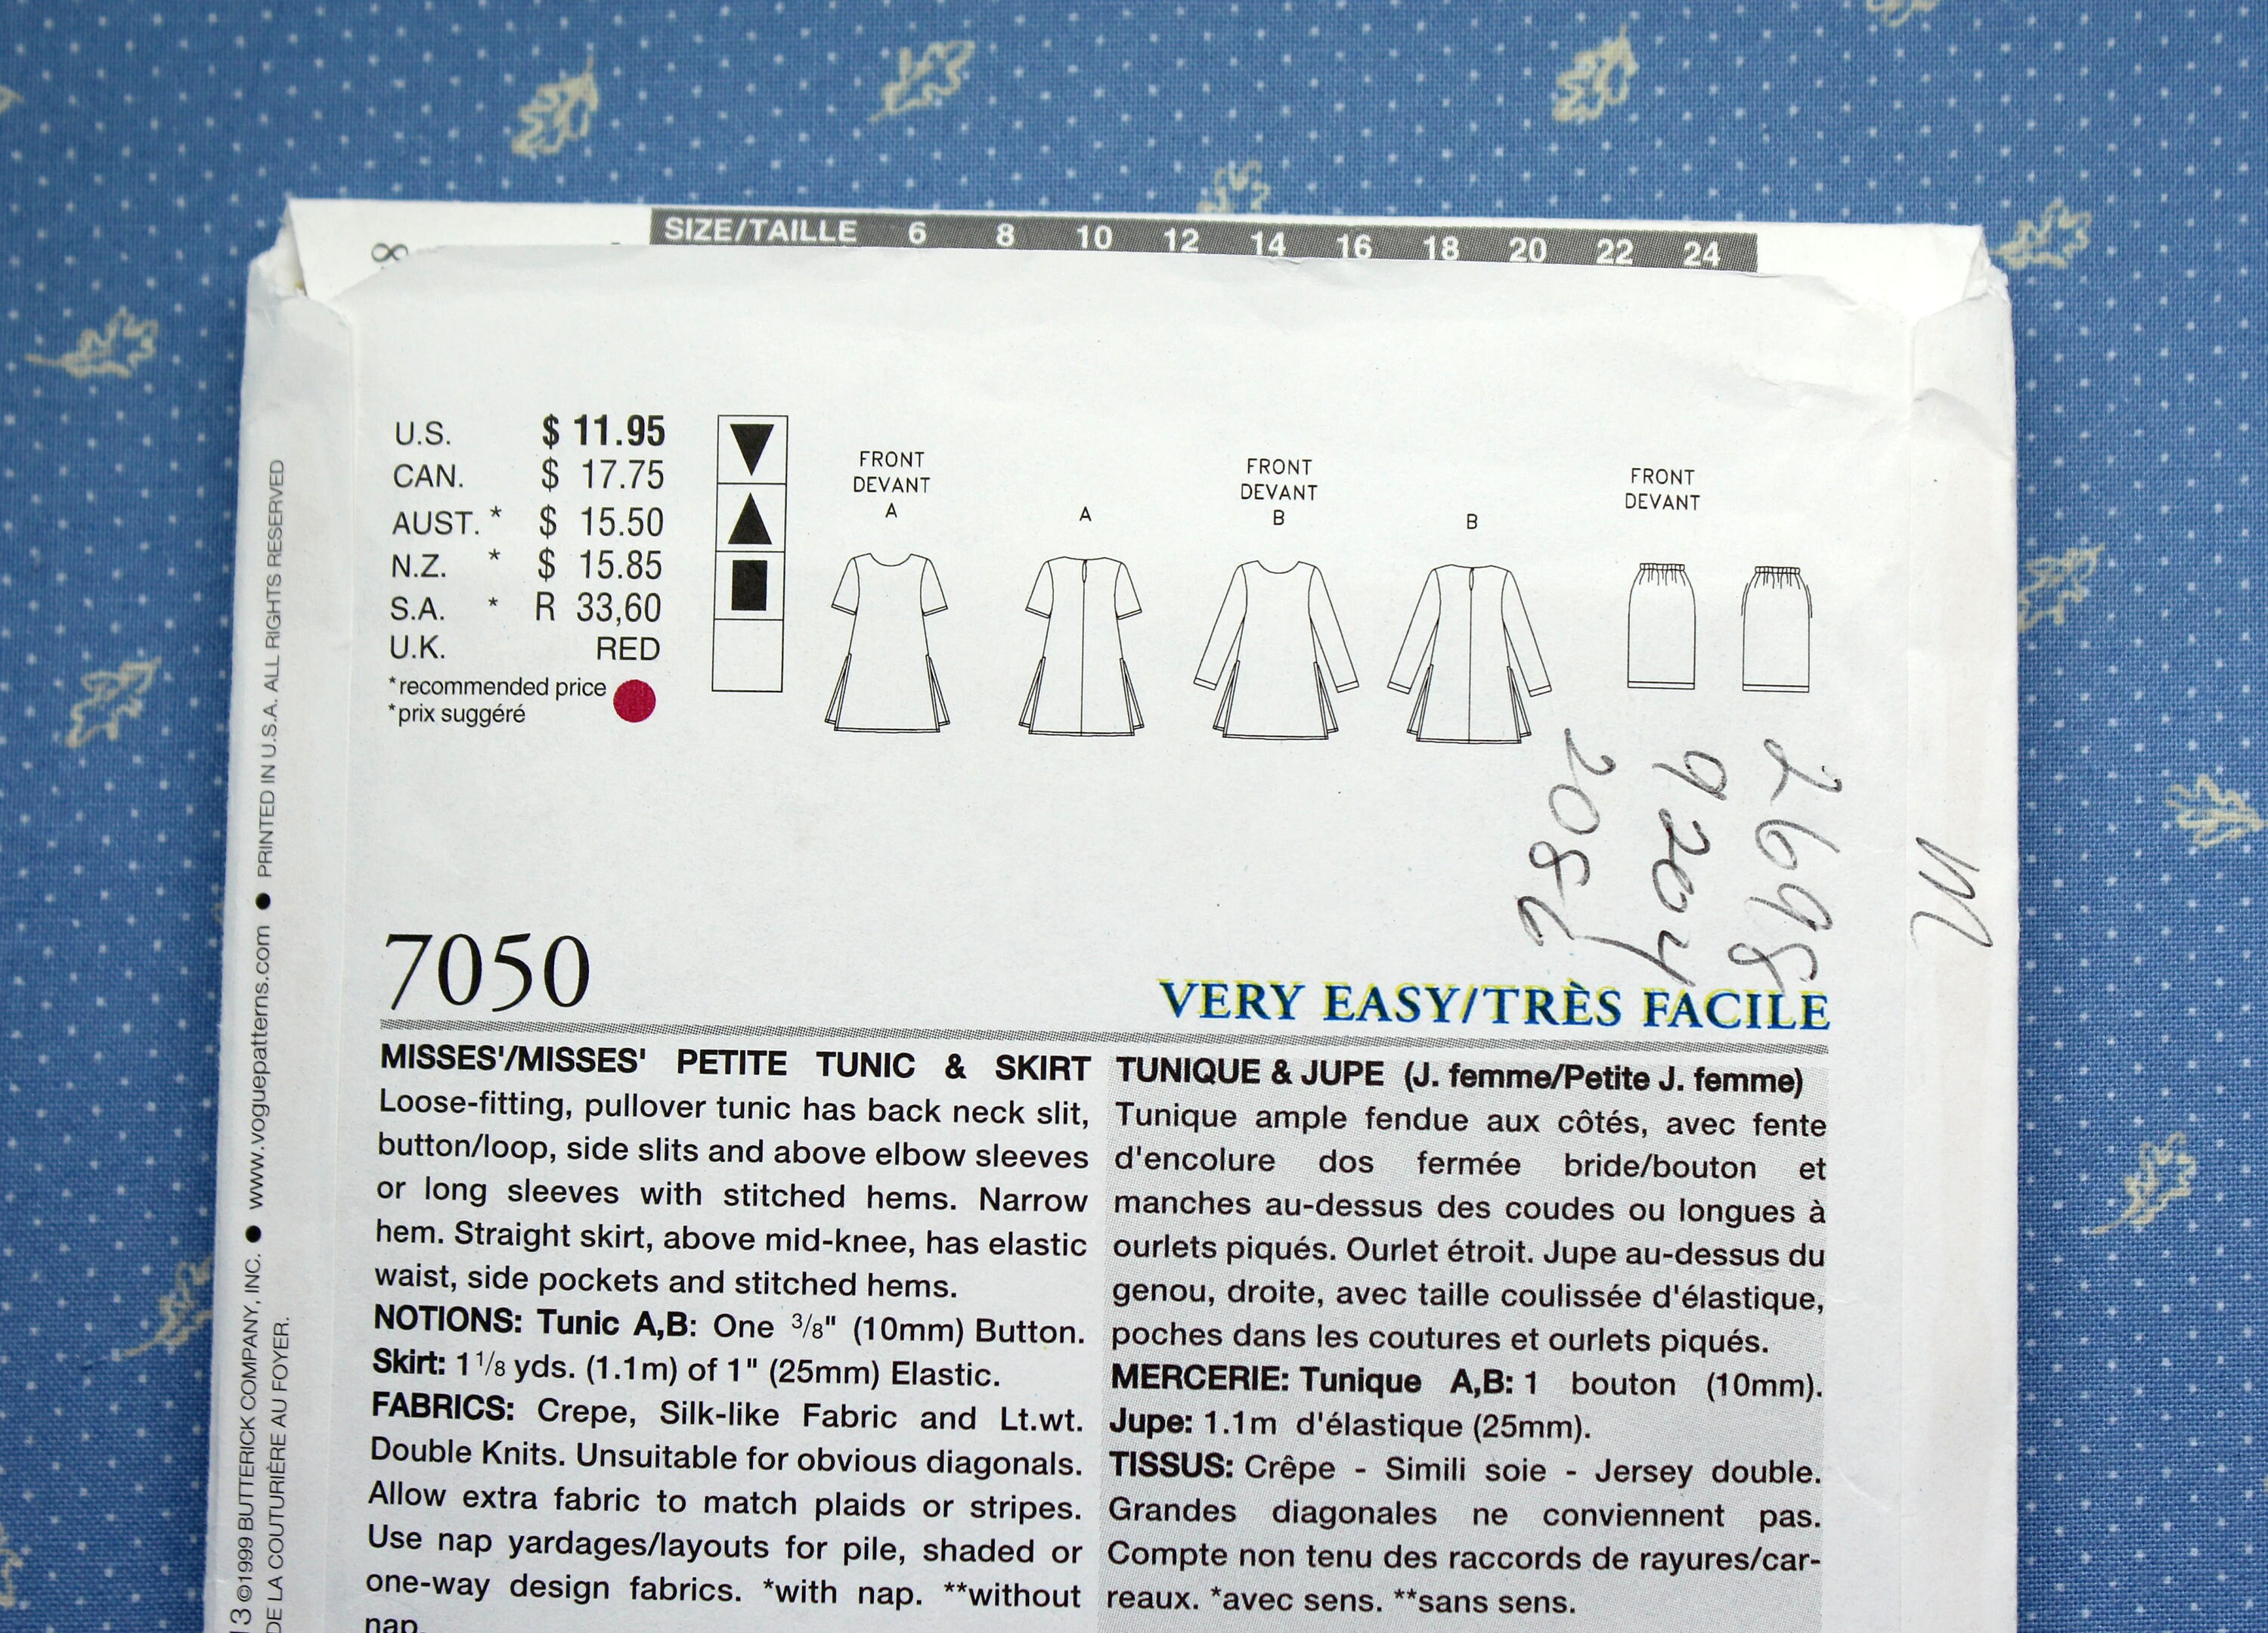 SIZE/TAILLE 6 8 10 12 14 16 18 20 22 24
8
U.S. $ 11.95
CAN. $ 17.75
AUST. * $ 15.50
N.Z. * $ 15.85
S.A. * R 33,60
U.K. RED
*recommended price
*prix suggéré
FRONT
DEVANT
A
A
FRONT
DEVANT
B
B
FRONT
DEVANT
2698
9204
2082
M
7050
VERY EASY/TRÈS FACILE
MISSES'/MISSES' PETITE TUNIC & SKIRT
Loose-fitting, pullover tunic has back neck slit,
button/loop, side slits and above elbow sleeves
or long sleeves with stitched hems. Narrow
hem. Straight skirt, above mid-knee, has elastic
waist, side pockets and stitched hems.
NOTIONS: Tunic A,B: One 3/8" (10mm) Button.
Skirt: 1 1/8 yds. (1.1m) of 1" (25mm) Elastic.
FABRICS: Crepe, Silk-like Fabric and Lt.wt.
Double Knits. Unsuitable for obvious diagonals.
Allow extra fabric to match plaids or stripes.
Use nap yardages/layouts for pile, shaded or
one-way design fabrics. *with nap. **without
nap.
TUNIQUE & JUPE (J. femme/Petite J. femme)
Tunique ample fendue aux côtés, avec fente
d'encolure dos fermée bride/bouton et
manches au-dessus des coudes ou longues à
ourlets piqués. Ourlet étroit. Jupe au-dessus du
genou, droite, avec taille coulissée d'élastique,
poches dans les coutures et ourlets piqués.
MERCERIE: Tunique A,B: 1 bouton (10mm).
Jupe: 1.1m d'élastique (25mm).
TISSUS: Crêpe - Simili soie - Jersey double.
Grandes diagonales ne conviennent pas.
Compte non tenu des raccords de rayures/car-
reaux. *avec sens. **sans sens.
13 ©1999 BUTTERICK COMPANY, INC. ● www.voguepatterns.com ● PRINTED IN U.S.A. ALL RIGHTS RESERVED
DE LA COUTURIÈRE AU FOYER.